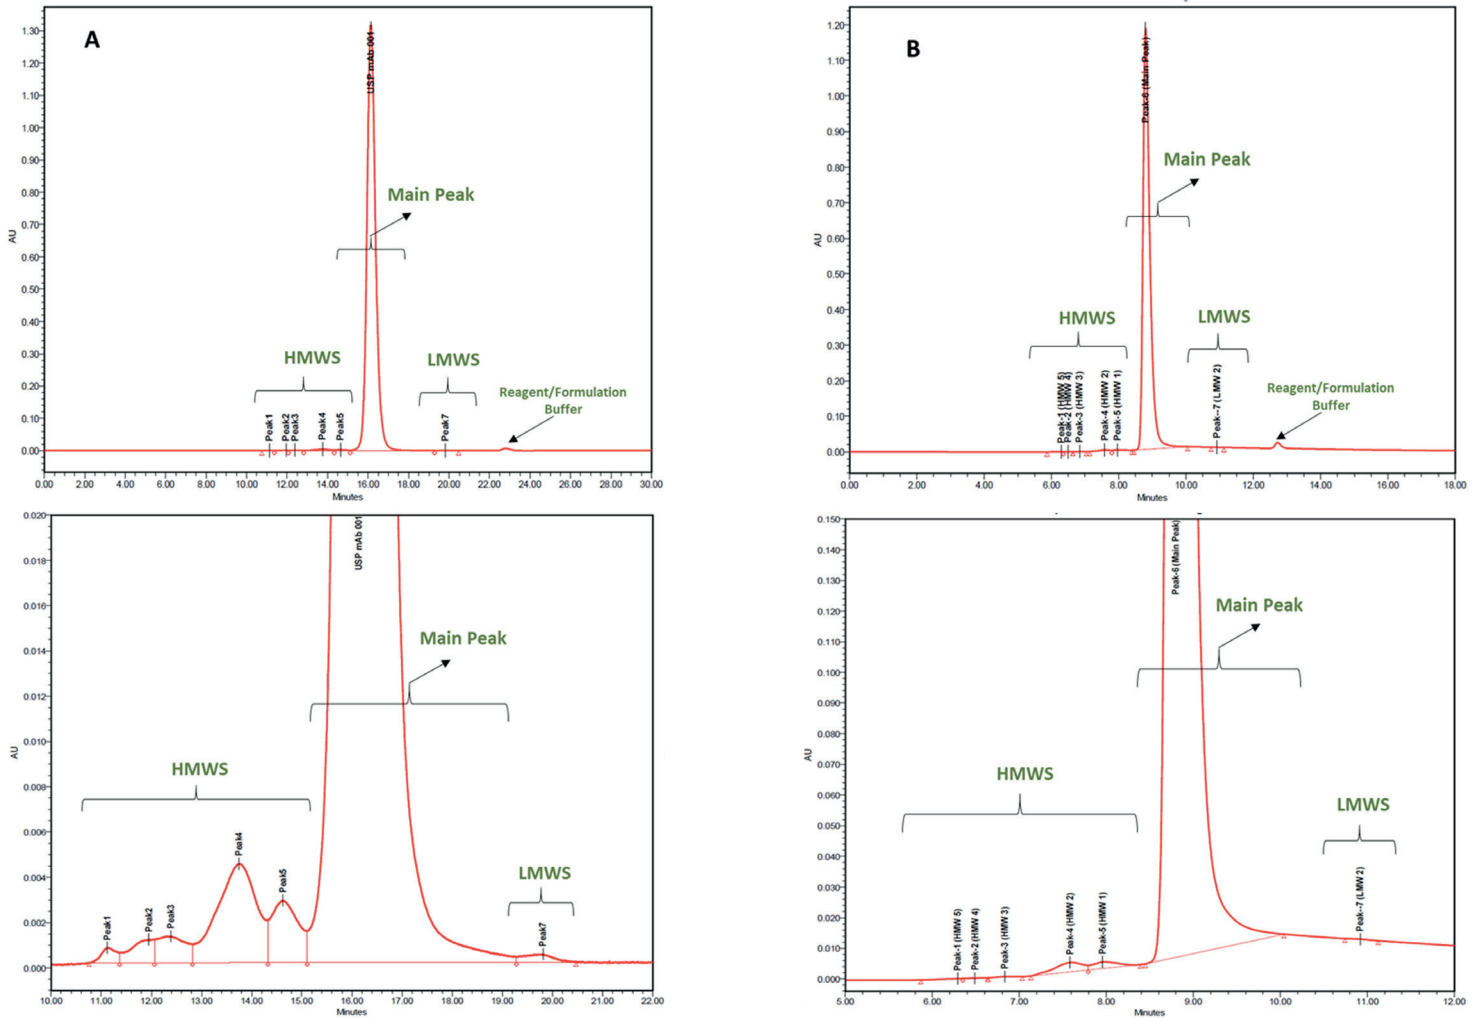 A
1.30
1.20
1.10
1.00
0.90
0.80
0.70
0.60
0.50
0.40
0.30
0.20
0.10
0.00
AU
USP mAb 001
Main Peak
HMWS
LMWS
Reagent/Formulation
Buffer
Peak1
Peak2
Peak3
Peak4
Peak5
Peak7
0.00 2.00 4.00 6.00 8.00 10.00 12.00 14.00 16.00 18.00 20.00 22.00 24.00 26.00 28.00 30.00
Minutes
B
1.20
1.10
1.00
0.90
0.80
0.70
0.60
0.50
0.40
0.30
0.20
0.10
0.00
AU
Peak-6 (Main Peak)
Main Peak
HMWS
LMWS
Reagent/Formulation
Buffer
Peak-1 (HMW 5)
Peak-2 (HMW 4)
Peak-3 (HMW 3)
Peak-4 (HMW 2)
Peak-5 (HMW 1)
Peak--7 (LMW 2)
0.00 2.00 4.00 6.00 8.00 10.00 12.00 14.00 16.00 18.00
Minutes
0.020
0.018
0.016
0.014
0.012
0.010
0.008
0.006
0.004
0.002
0.000
AU
USP mAb 001
Main Peak
HMWS
LMWS
Peak1
Peak2
Peak3
Peak4
Peak5
Peak7
10.00 11.00 12.00 13.00 14.00 15.00 16.00 17.00 18.00 19.00 20.00 21.00 22.00
Minutes
0.150
0.140
0.130
0.120
0.110
0.100
0.090
0.080
0.070
0.060
0.050
0.040
0.030
0.020
0.010
0.000
AU
Peak-6 (Main Peak)
Main Peak
HMWS
LMWS
Peak-1 (HMW 5)
Peak-2 (HMW 4)
Peak-3 (HMW 3)
Peak-4 (HMW 2)
Peak-5 (HMW 1)
Peak--7 (LMW 2)
5.00 6.00 7.00 8.00 9.00 10.00 11.00 12.00
Minutes